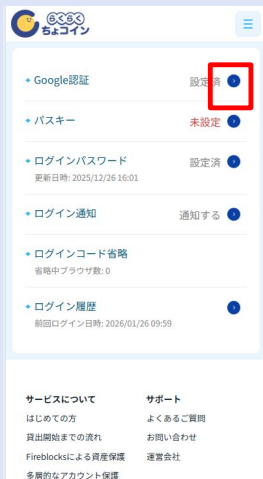 らくらく
ちょコイン
Google認証 設定済
パスキー 未設定
ログインパスワード 設定済
更新日時: 2025/12/26 16:01
ログイン通知 通知する
ログインコード省略
省略中ブラウザ数: 0
ログイン履歴
前回ログイン日時: 2026/01/26 09:59
サービスについて サポート
はじめての方 よくあるご質問
貸出開始までの流れ お問い合わせ
Fireblocksによる資産保護 運営会社
多層的なアカウント保護